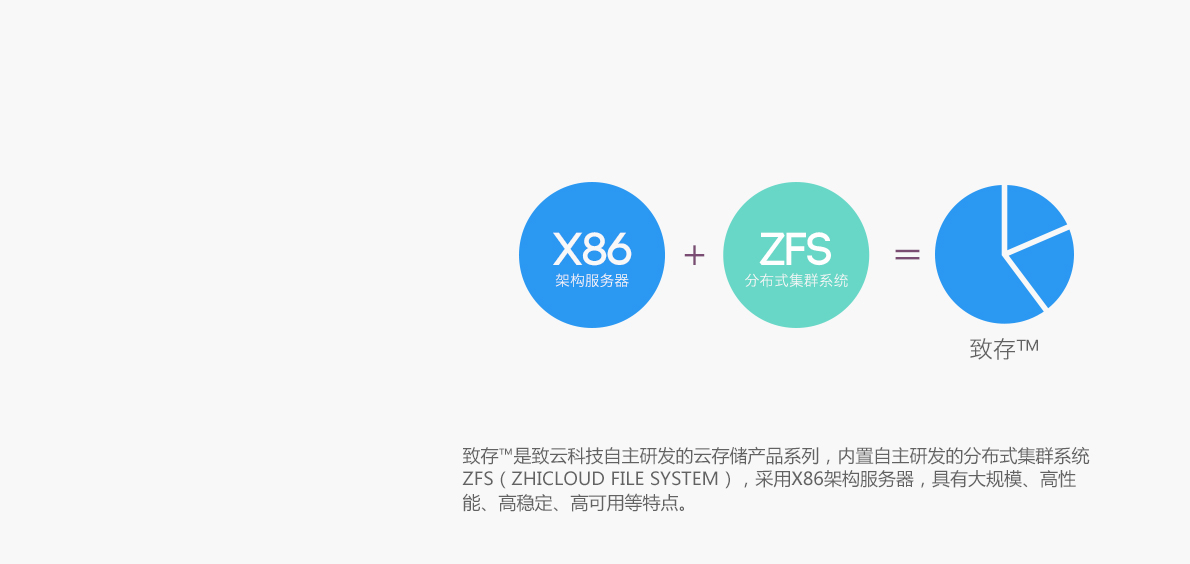 X86
架构服务器
+
ZFS
分布式集群系统
=
致存™
致存™是致云科技自主研发的云存储产品系列，内置自主研发的分布式集群系统
ZFS（ZHICLOUD FILE SYSTEM），采用X86架构服务器，具有大规模、高性
能、高稳定、高可用等特点。